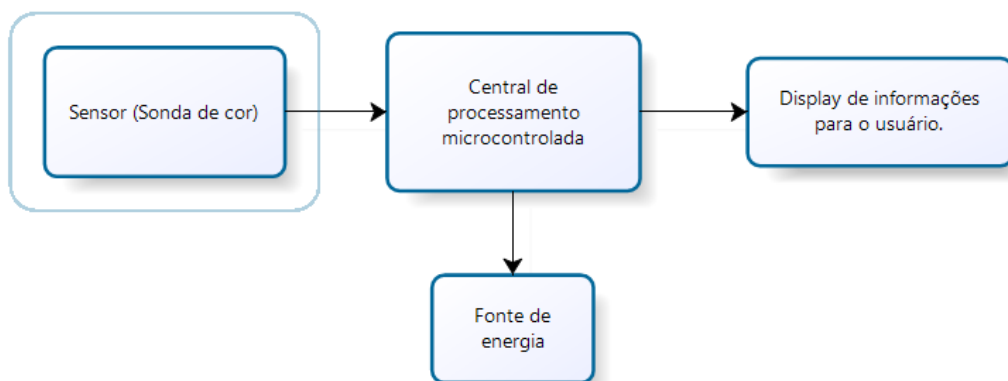 Sensor (Sonda de cor)
Central de
processamento
microcontrolada
Display de informações
para o usuário.
Fonte de
energia